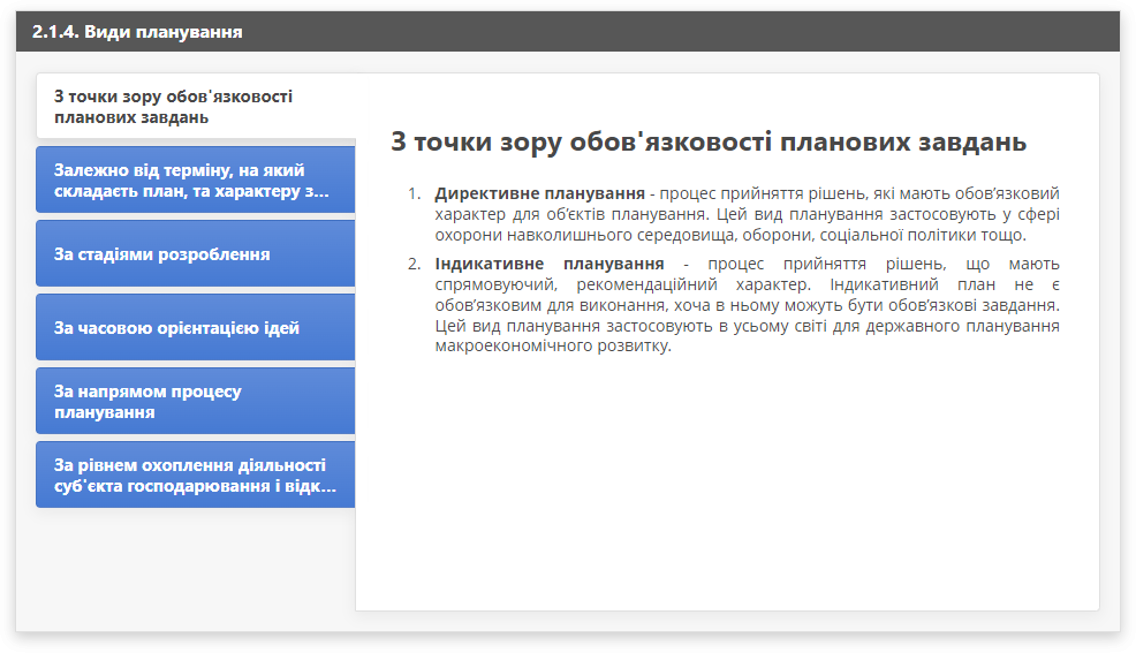 2.1.4. Види планування
З точки зору обов'язковості
планових завдань
Залежно від терміну, на який
складаєть план, та характеру з...
За стадіями розроблення
За часовою орієнтацією ідей
За напрямом процесу
планування
За рівнем охоплення діяльності
суб'єкта господарювання і відк...
З точки зору обов'язковості планових завдань
1. Директивне планування - процес прийняття рішень, які мають обов’язковий
характер для об’єктів планування. Цей вид планування застосовують у сфері
охорони навколишнього середовища, оборони, соціальної політики тощо.
2. Індикативне планування - процес прийняття рішень, що мають
спрямовуючий, рекомендаційний характер. Індикативний план не є
обов’язковим для виконання, хоча в ньому можуть бути обов’язкові завдання.
Цей вид планування застосовують в усьому світі для державного планування
макроекономічного розвитку.